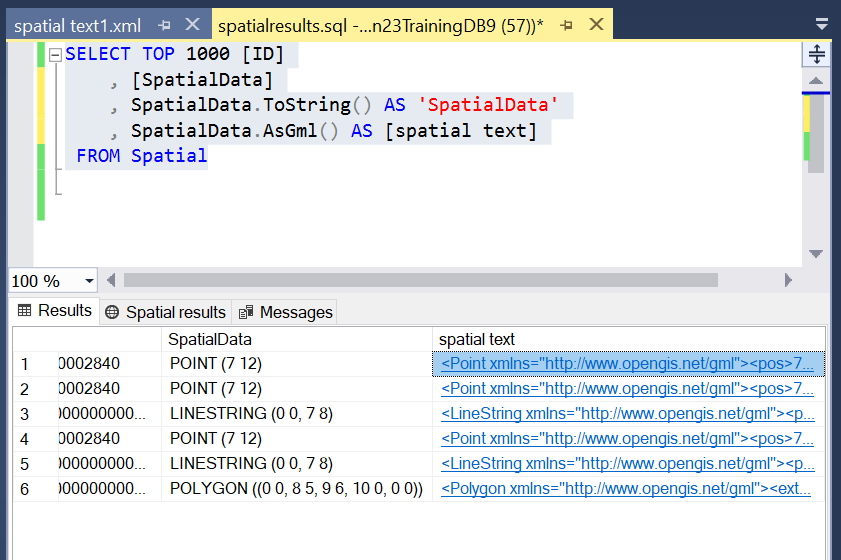 spatial text1.xml
spatialresults.sql -...n23TrainingDB9 (57))*
SELECT TOP 1000 [ID]
, [SpatialData]
, SpatialData.ToString() AS 'SpatialData'
, SpatialData.AsGml() AS [spatial text]
FROM Spatial
100 %
Results Spatial results Messages
SpatialData spatial text
1 0002840 POINT (7 12) <Point xmlns="http://www.opengis.net/gml"><pos>7...
2 0002840 POINT (7 12) <Point xmlns="http://www.opengis.net/gml"><pos>7...
3 000000000... LINESTRING (0 0, 7 8) <LineString xmlns="http://www.opengis.net/gml"><p...
4 0002840 POINT (7 12) <Point xmlns="http://www.opengis.net/gml"><pos>7...
5 000000000... LINESTRING (0 0, 7 8) <LineString xmlns="http://www.opengis.net/gml"><p...
6 000000000... POLYGON ((0 0, 8 5, 9 6, 10 0, 0 0)) <Polygon xmlns="http://www.opengis.net/gml"><ext...